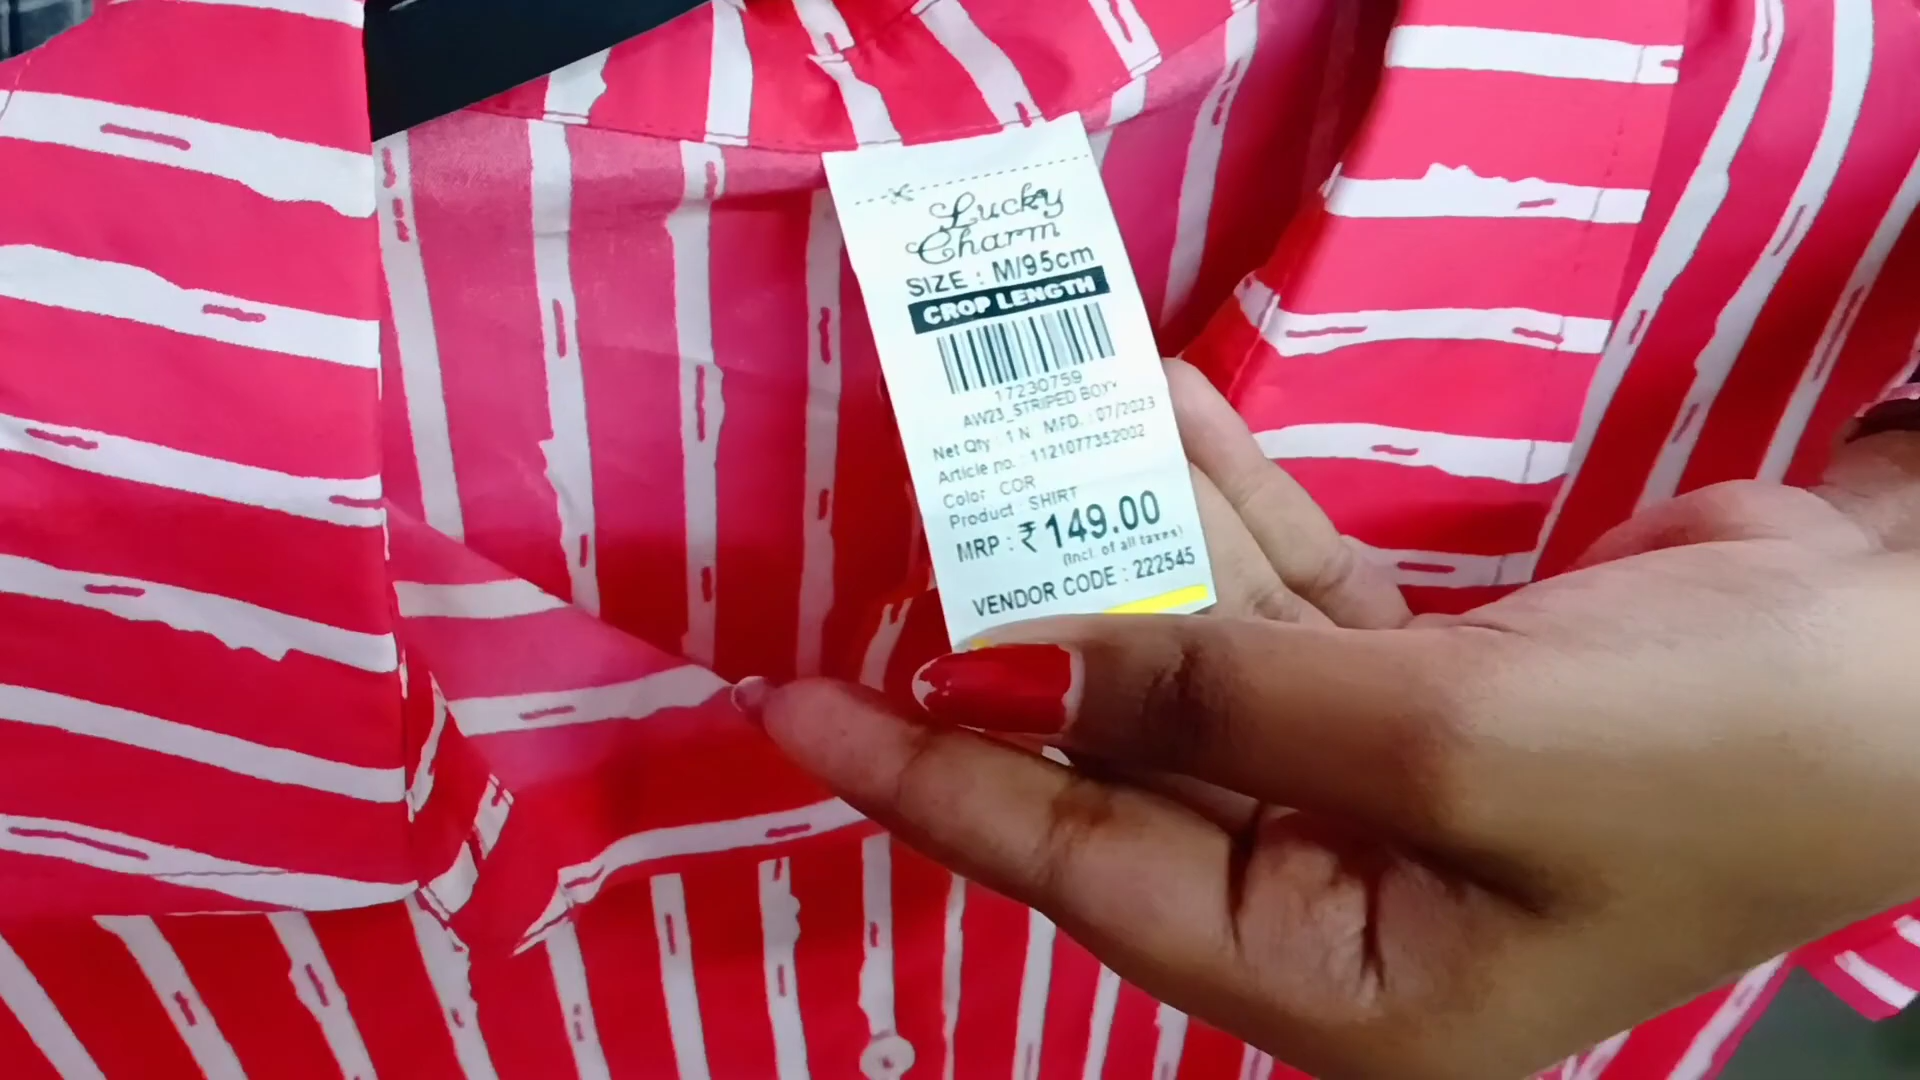 Lucky
Charm
SIZE : M/95cm
CROP LENGTH
17230759
AW23_STRIPED BOXY
Net Qty : 1 N MFD. : 07/2023
Article no. : 1121077352002
Color COR
Product : SHIRT
MRP : ₹149.00
(Incl. of all taxes)
VENDOR CODE : 222545